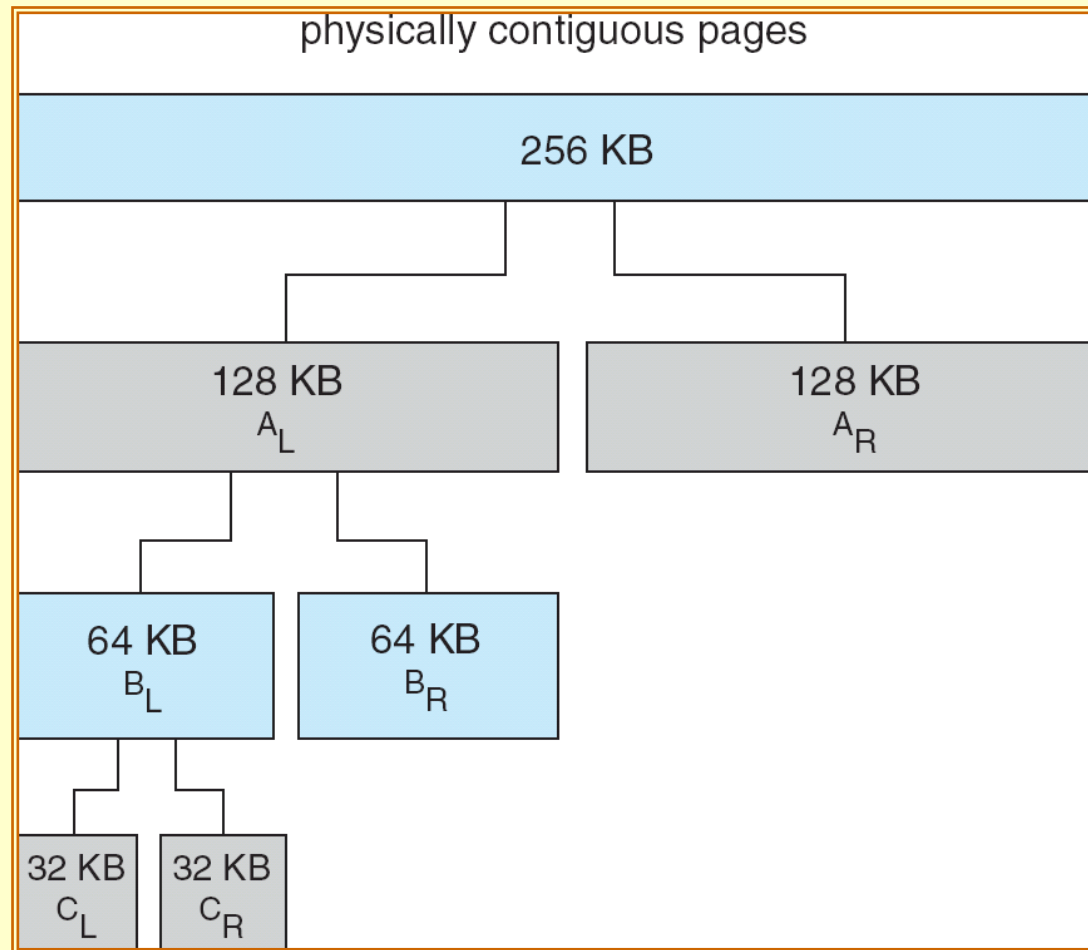 physically contiguous pages
256 KB
128 KB
AL
128 KB
AR
64 KB
BL
64 KB
BR
32 KB
CL
32 KB
CR